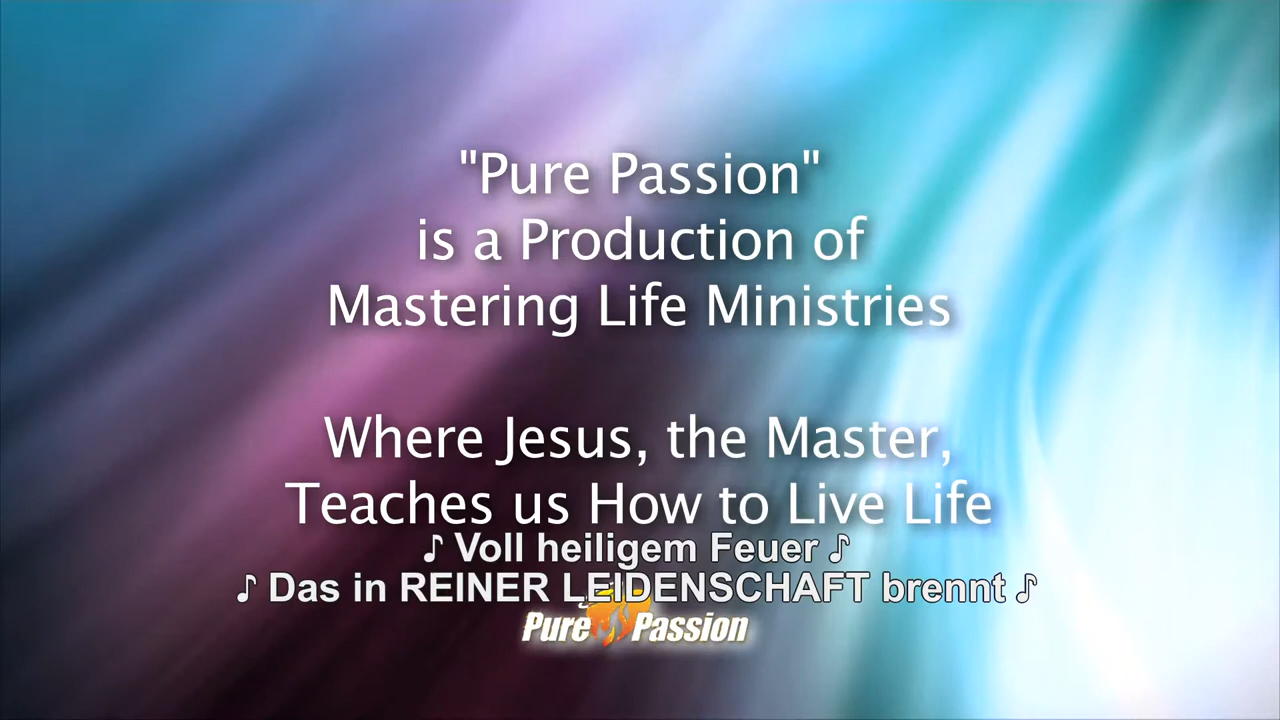 "Pure Passion"
is a Production of
Mastering Life Ministries
Where Jesus, the Master,
Teaches us How to Live Life
♪ Voll heiligem Feuer ♪
♪ Das in REINER LEIDENSCHAFT brennt ♪
Pure Passion